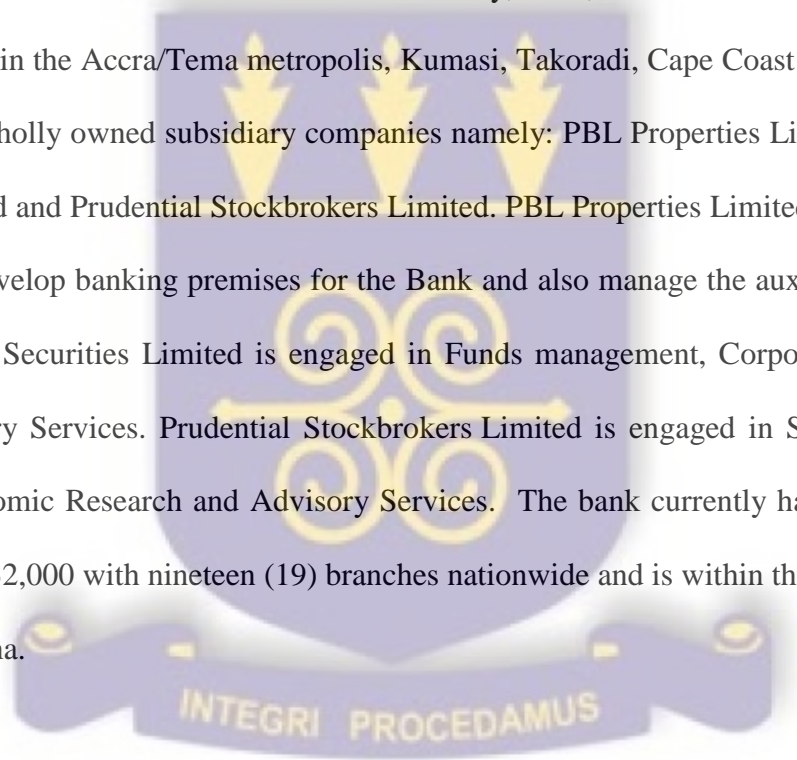 in the Accra/Tema metropolis, Kumasi, Takoradi, Cape Coast
holly owned subsidiary companies namely: PBL Properties Li
d and Prudential Stockbrokers Limited. PBL Properties Limited
velop banking premises for the Bank and also manage the aux
Securities Limited is engaged in Funds management, Corpo
ry Services. Prudential Stockbrokers Limited is engaged in S
omic Research and Advisory Services. The bank currently ha
2,000 with nineteen (19) branches nationwide and is within th
na.
INTEGRI PROCEDAMUS